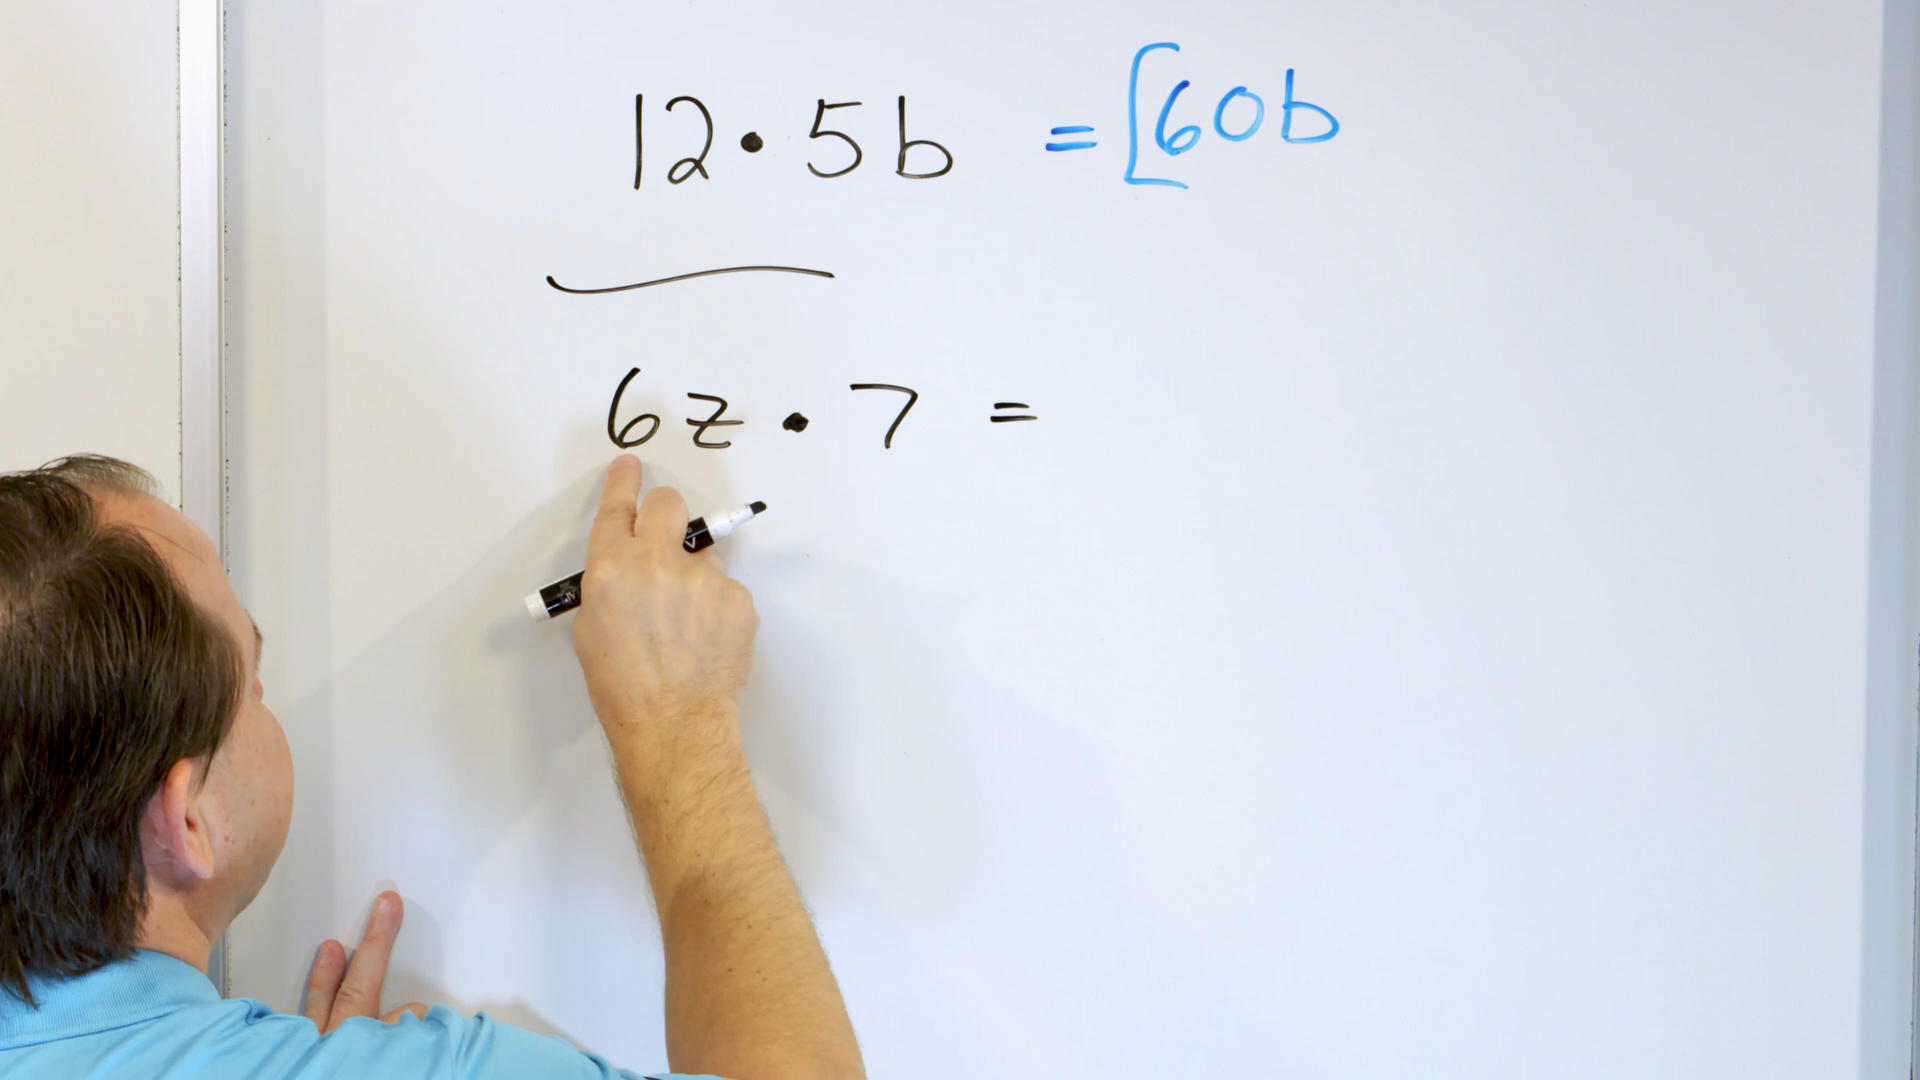 12 • 5b = [60b
6z • 7 =